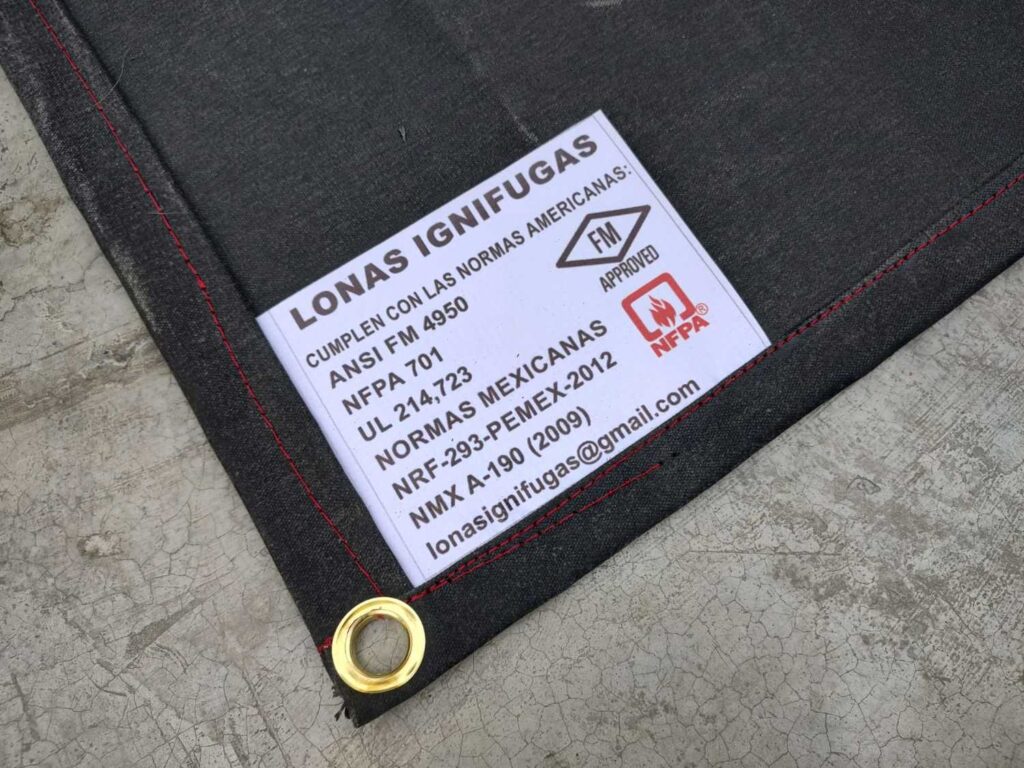 LONAS IGNIFUGAS
CUMPLEN CON LAS NORMAS AMERICANAS:
ANSI FM 4950
NFPA 701
UL 214,723
NORMAS MEXICANAS
NRF-293-PEMEX-2012
NMX A-190 (2009)
lonasignifugas@gmail.com
FM
APPROVED
NFPA®